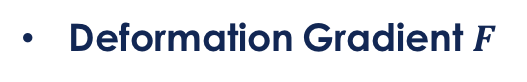 • Deformation Gradient F